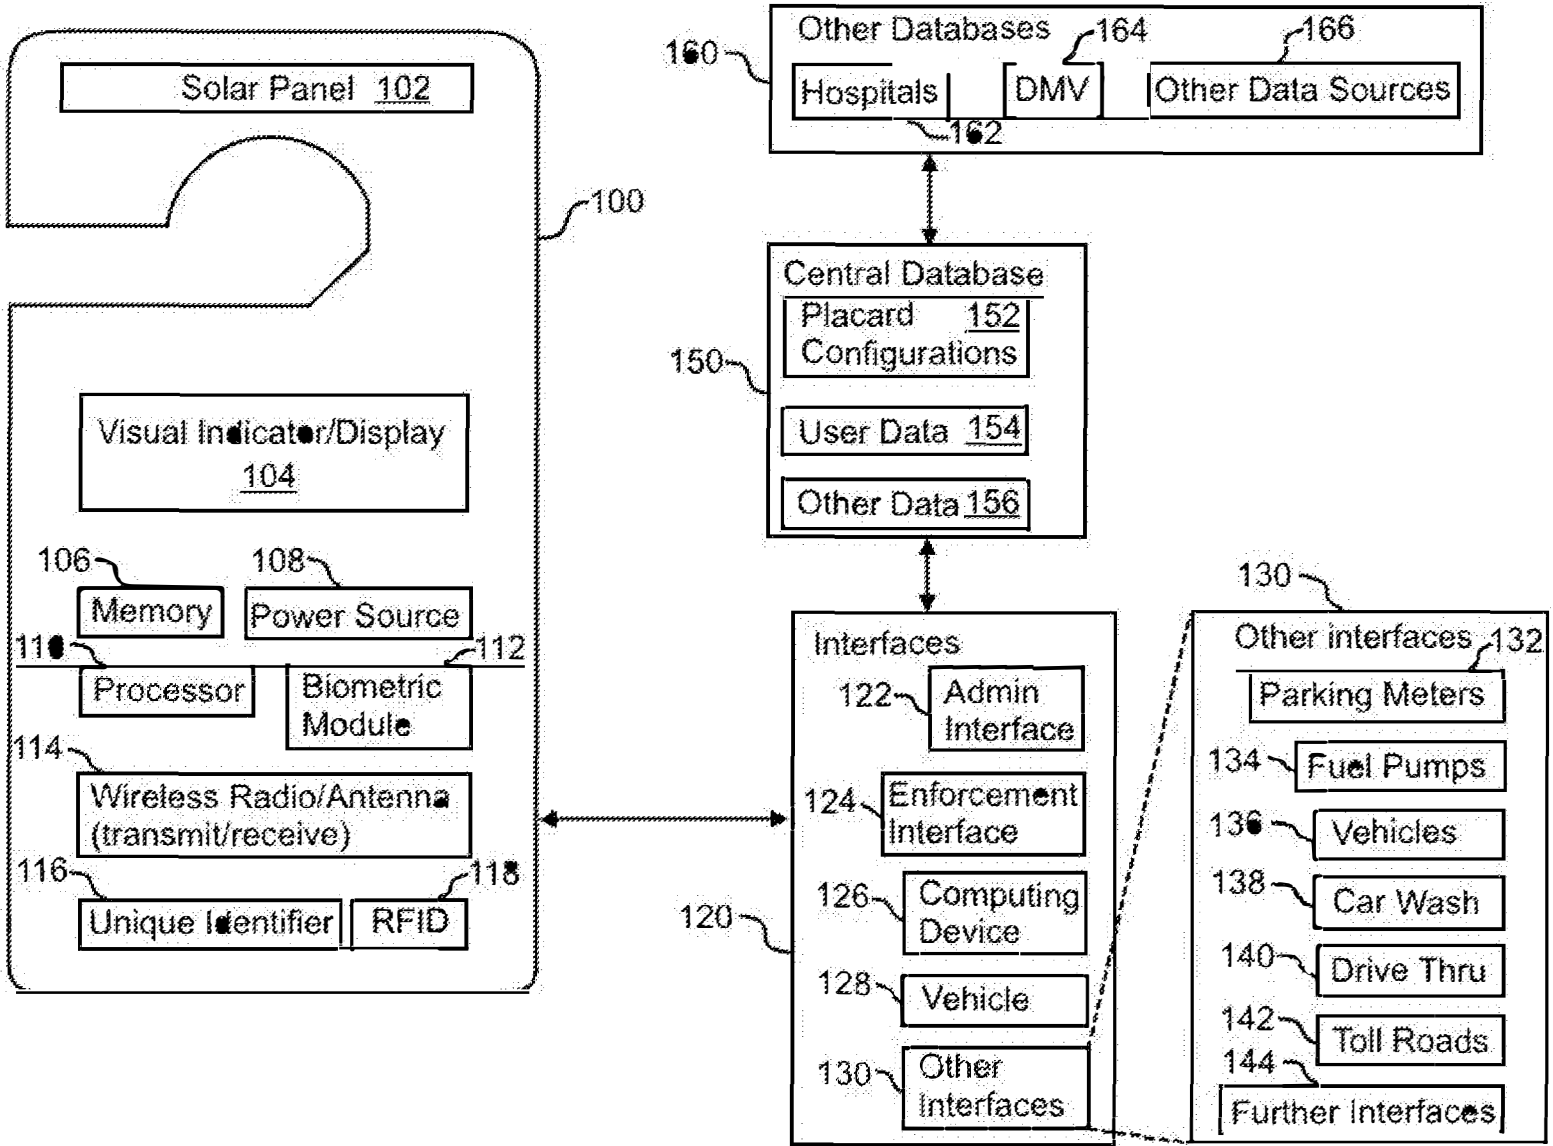 Solar Panel 102
100
Visual Indicator/Display
104
106
108
Memory
Power Source
110
112
Processor
Biometric
Module
114
Wireless Radio/Antenna
(transmit/receive)
116
118
Unique Identifier
RFID
Other Databases
164
166
160
Hospitals
DMV
Other Data Sources
162
Central Database
Placard 152
Configurations
150
User Data 154
Other Data 156
Interfaces
122
Admin
Interface
124
Enforcement
Interface
126
Computing
Device
120
128
Vehicle
130
Other
Interfaces
130
Other interfaces
132
Parking Meters
134
Fuel Pumps
136
Vehicles
138
Car Wash
140
Drive Thru
142
Toll Roads
144
Further Interfaces